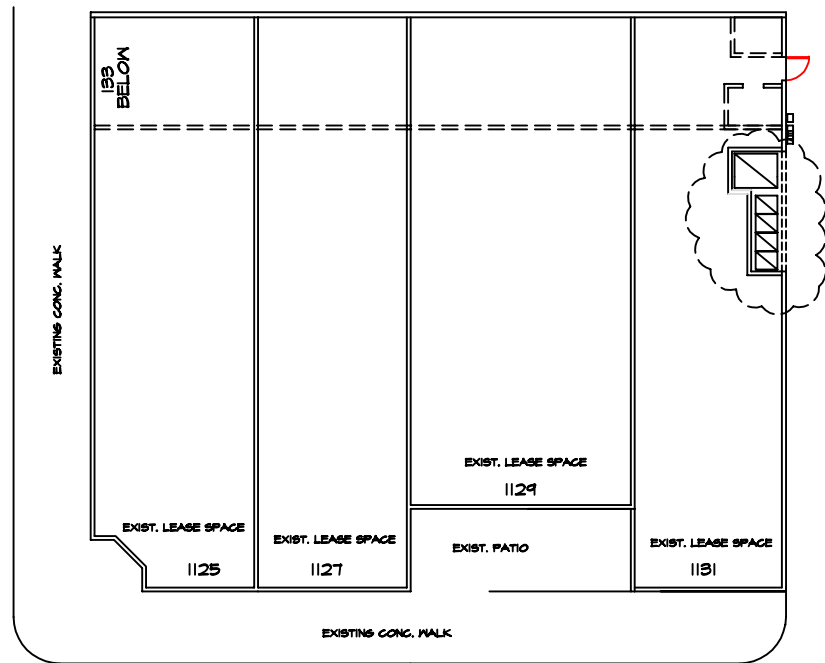 133
BELOW
EXISTING CONC. WALK
EXIST. LEASE SPACE
1129
EXIST. LEASE SPACE
1125
EXIST. LEASE SPACE
1127
EXIST. PATIO
EXIST. LEASE SPACE
1131
EXISTING CONC. WALK